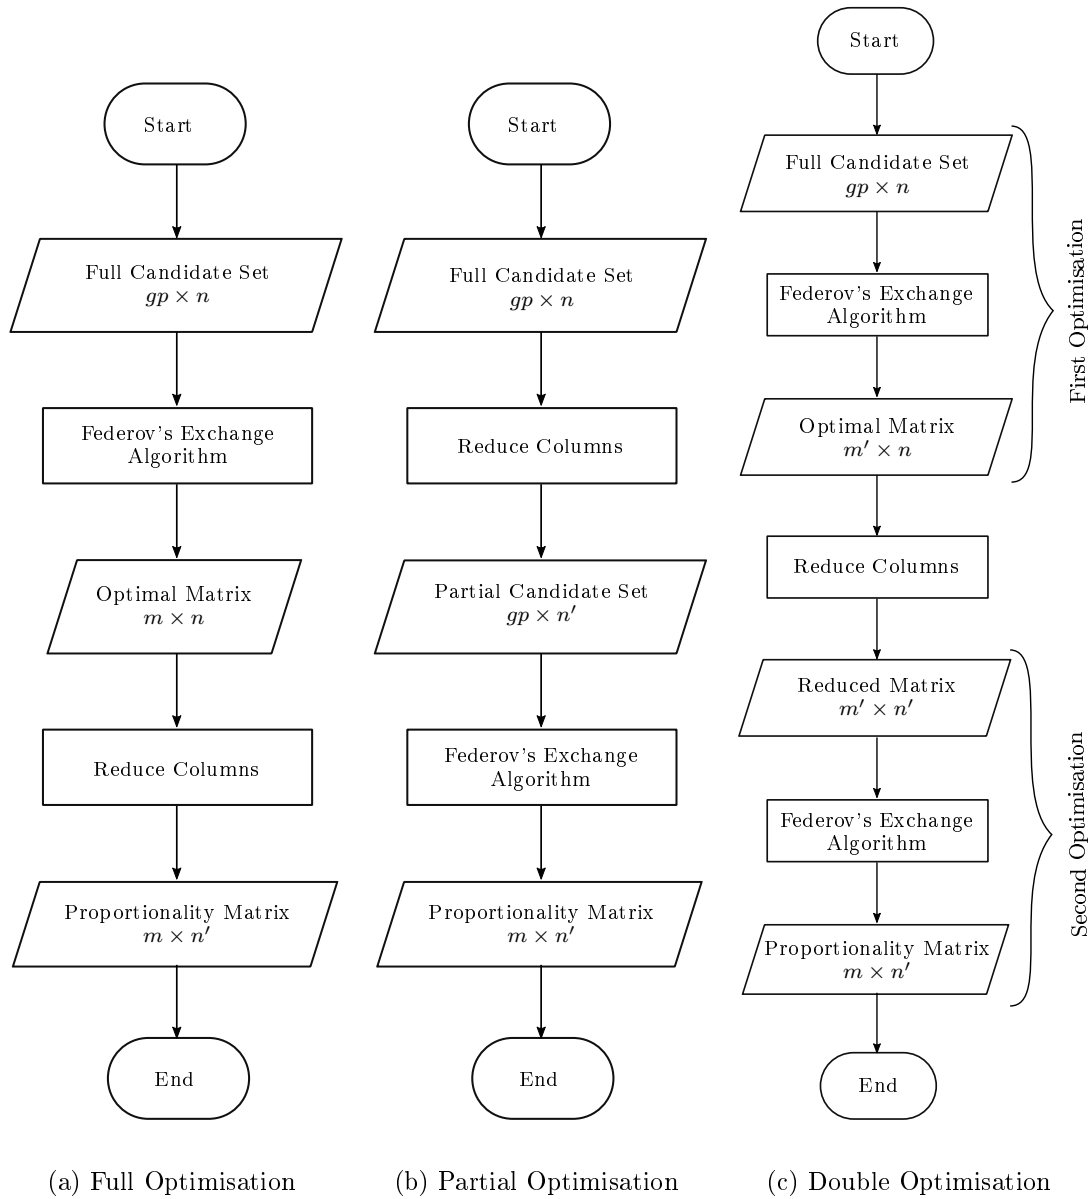 Start
Full Candidate Set
gp × n
Federov's Exchange
Algorithm
Optimal Matrix
m × n
Reduce Columns
Proportionality Matrix
m × n′
End
(a) Full Optimisation
Start
Full Candidate Set
gp × n
Reduce Columns
Partial Candidate Set
gp × n′
Federov's Exchange
Algorithm
Proportionality Matrix
m × n′
End
(b) Partial Optimisation
Start
Full Candidate Set
gp × n
Federov's Exchange
Algorithm
Optimal Matrix
m′ × n
First Optimisation
Reduce Columns
Reduced Matrix
m′ × n′
Federov's Exchange
Algorithm
Proportionality Matrix
m × n′
Second Optimisation
End
(c) Double Optimisation